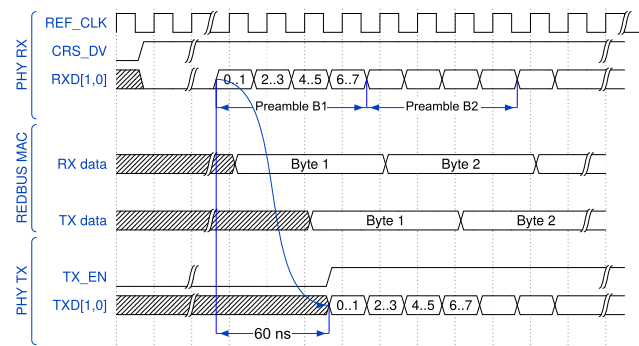 PHY RX
REF_CLK
CRS_DV
RXD[1,0] 0..1 2..3 4..5 6..7
Preamble B1 Preamble B2
REDBUS MAC
RX data Byte 1 Byte 2
TX data Byte 1 Byte 2
PHY TX
TX_EN
TXD[1,0] 0..1 2..3 4..5 6..7
60 ns